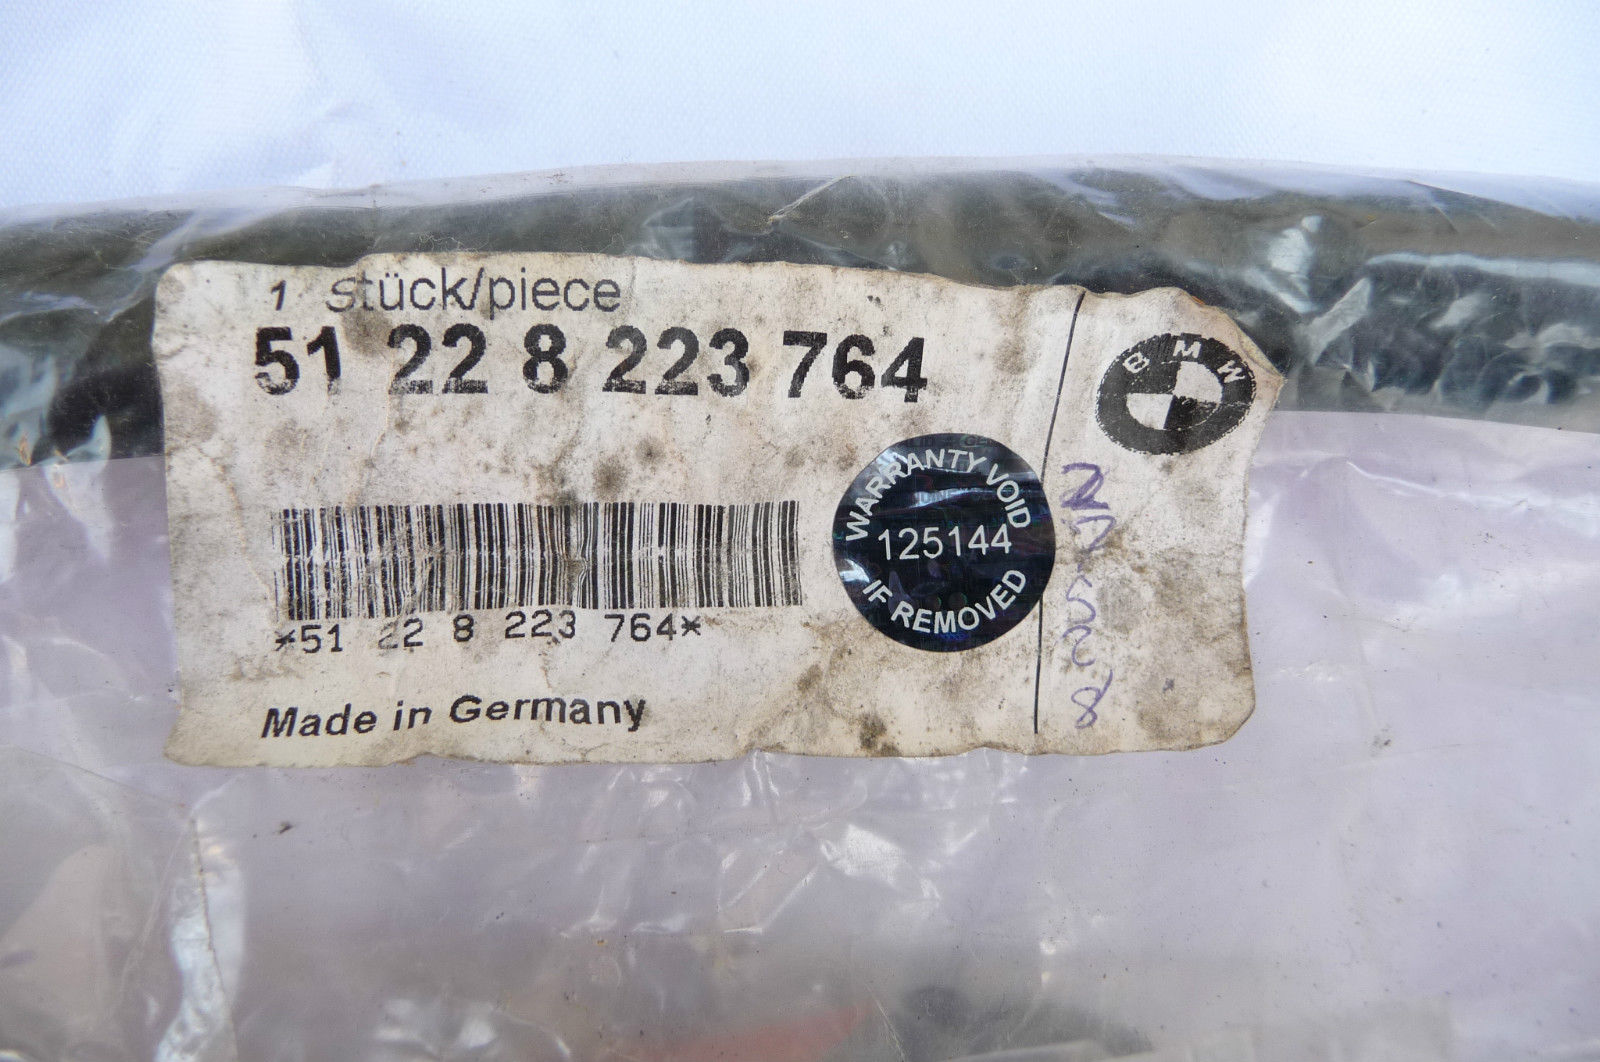 1 Stück/piece
51 22 8 223 764
BMW
WARRANTY VOID
125144
IF REMOVED
*51 22 8 223 764*
Made in Germany